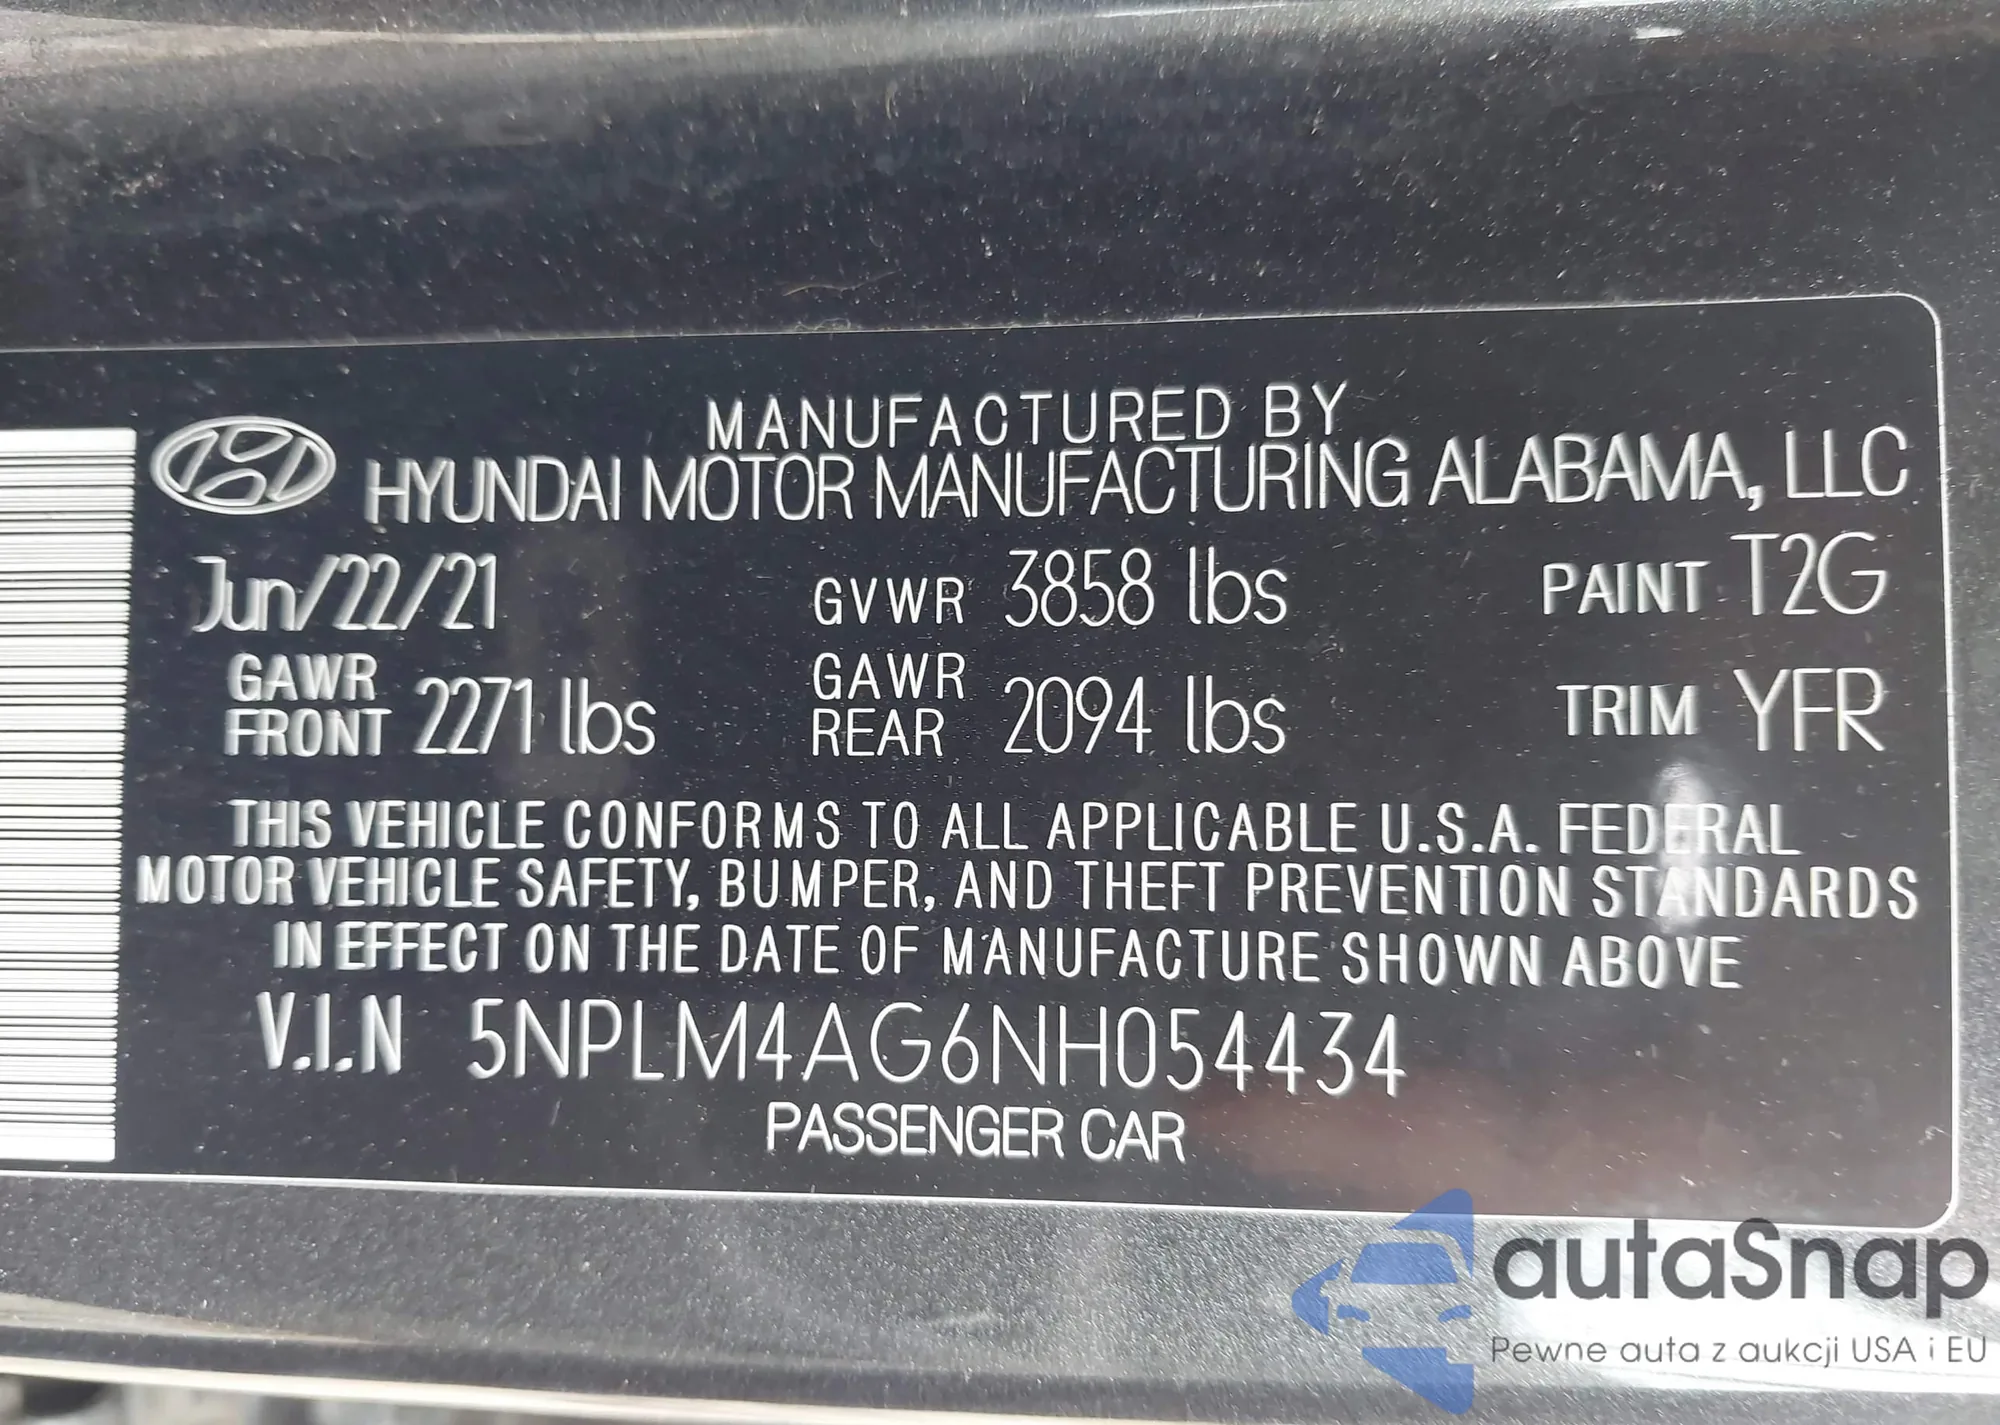 MANUFACTURED BY
HYUNDAI MOTOR MANUFACTURING ALABAMA, LLC
Jun/22/21 GVWR 3858 lbs PAINT T2G
GAWR FRONT 2271 lbs GAWR REAR 2094 lbs TRIM YFR
THIS VEHICLE CONFORMS TO ALL APPLICABLE U.S.A. FEDERAL
MOTOR VEHICLE SAFETY, BUMPER, AND THEFT PREVENTION STANDARDS
IN EFFECT ON THE DATE OF MANUFACTURE SHOWN ABOVE
V.I.N 5NPLM4AG6NH054434
PASSENGER CAR
autaSnap
Pewne auta z aukcji USA i EU